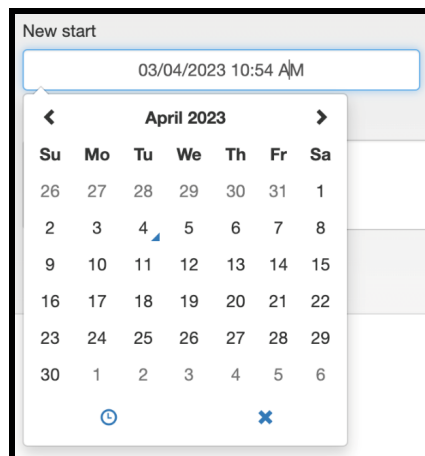 New start
03/04/2023 10:54 AM
April 2023
Su Mo Tu We Th Fr Sa
26 27 28 29 30 31 1
2 3 4 5 6 7 8
9 10 11 12 13 14 15
16 17 18 19 20 21 22
23 24 25 26 27 28 29
30 1 2 3 4 5 6